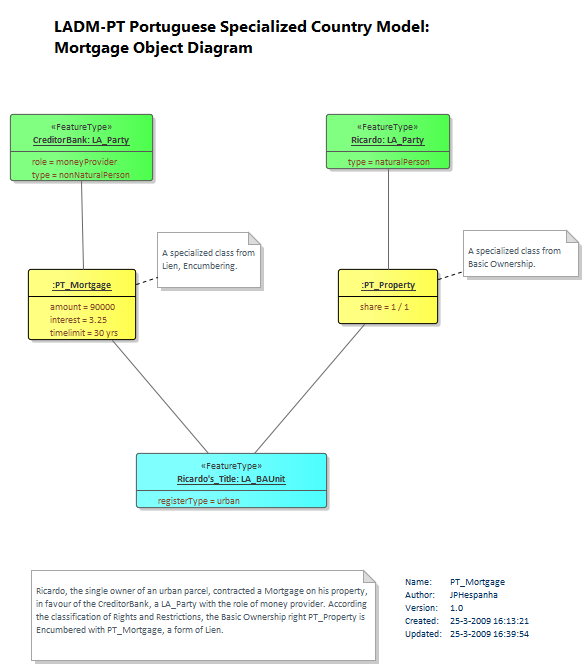 LADM-PT Portuguese Specialized Country Model:
Mortgage Object Diagram
«FeatureType»
CreditorBank: LA_Party
role = moneyProvider
type = nonNaturalPerson
«FeatureType»
Ricardo: LA_Party
type = naturalPerson
A specialized class from
Lien, Encumbering.
A specialized class from
Basic Ownership.
:PT_Mortgage
amount = 90000
interest = 3.25
timelimit = 30 yrs
:PT_Property
share = 1 / 1
«FeatureType»
Ricardo's_Title: LA_BAUnit
registerType = urban
Ricardo, the single owner of an urban parcel, contracted a Mortgage on his property,
in favour of the CreditorBank, a LA_Party with the role of money provider. According
the classification of Rights and Restrictions, the Basic Ownership right PT_Property is
Encumbered with PT_Mortgage, a form of Lien.
Name: PT_Mortgage
Author: JPHespanha
Version: 1.0
Created: 25-3-2009 16:13:21
Updated: 25-3-2009 16:39:54